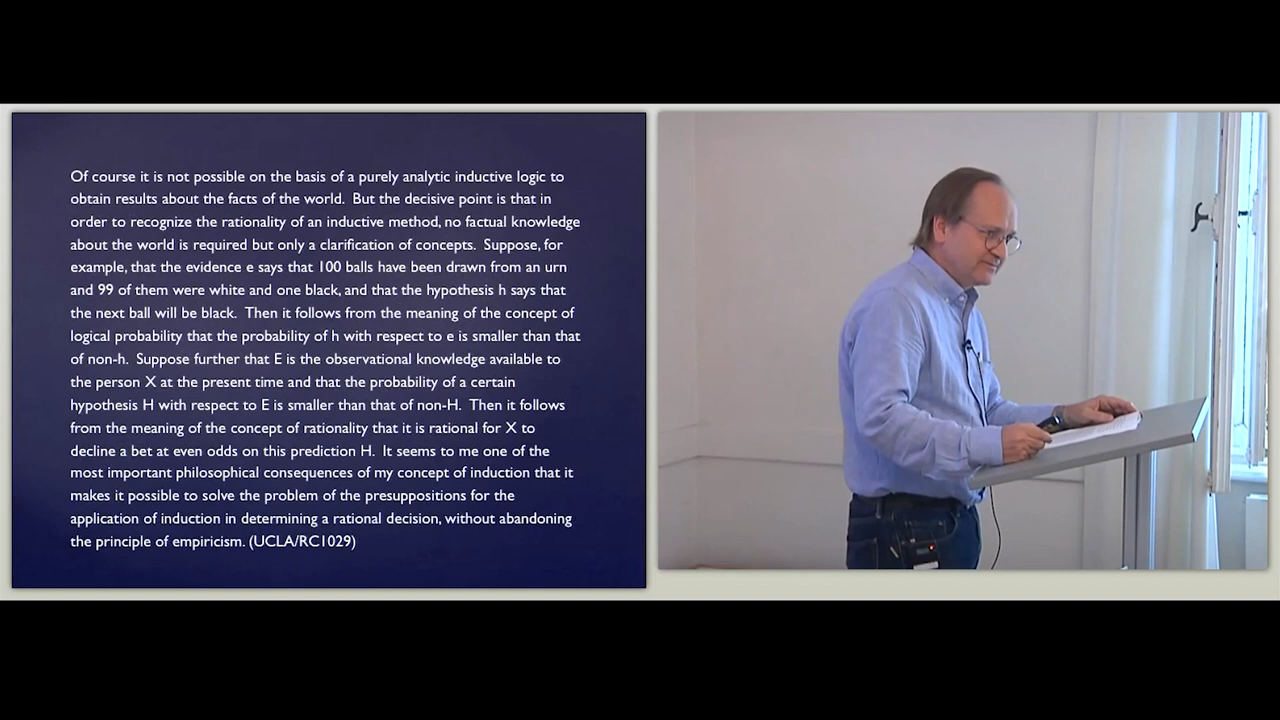 Of course it is not possible on the basis of a purely analytic inductive logic to
obtain results about the facts of the world.  But the decisive point is that in
order to recognize the rationality of an inductive method, no factual knowledge
about the world is required but only a clarification of concepts.  Suppose, for
example, that the evidence e says that 100 balls have been drawn from an urn
and 99 of them were white and one black, and that the hypothesis h says that
the next ball will be black.  Then it follows from the meaning of the concept of
logical probability that the probability of h with respect to e is smaller than that
of non-h.  Suppose further that E is the observational knowledge available to
the person X at the present time and that the probability of a certain
hypothesis H with respect to E is smaller than that of non-H.  Then it follows
from the meaning of the concept of rationality that it is rational for X to
decline a bet at even odds on this prediction H.  It seems to me one of the
most important philosophical consequences of my concept of induction that it
makes it possible to solve the problem of the presuppositions for the
application of induction in determining a rational decision, without abandoning
the principle of empiricism. (UCLA/RC1029)